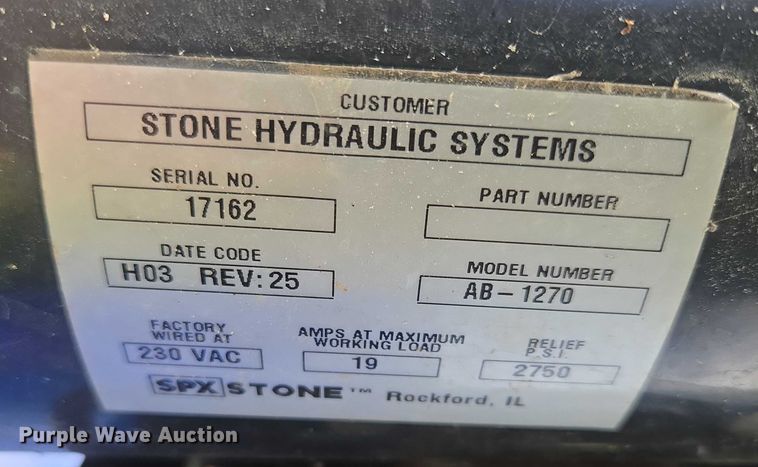 CUSTOMER
STONE HYDRAULIC SYSTEMS
SERIAL NO.
17162
PART NUMBER
DATE CODE
H03 REV: 25
MODEL NUMBER
AB-1270
FACTORY
WIRED AT
230 VAC
AMPS AT MAXIMUM
WORKING LOAD
19
RELIEF
P.S.I.
2750
SPX STONE™ Rockford, IL
Purple Wave Auction